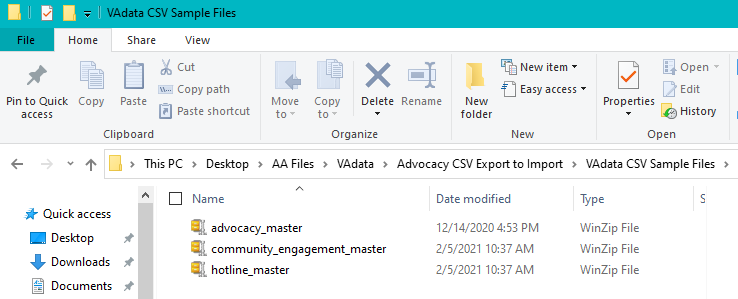 VAdata CSV Sample Files
File Home Share View
Pin to Quick access
Copy
Paste
Cut
Copy path
Paste shortcut
Clipboard
Move to
Copy to
Delete
Rename
Organize
New folder
New item
Easy access
New
Properties
Open
Edit
History
Open
This PC > Desktop > AA Files > VAdata > Advocacy CSV Export to Import > VAdata CSV Sample Files >
Name Date modified Type S
Quick access
Desktop
Downloads
Documents
advocacy_master 12/14/2020 4:53 PM WinZip File
community_engagement_master 2/5/2021 10:37 AM WinZip File
hotline_master 2/5/2021 10:37 AM WinZip File